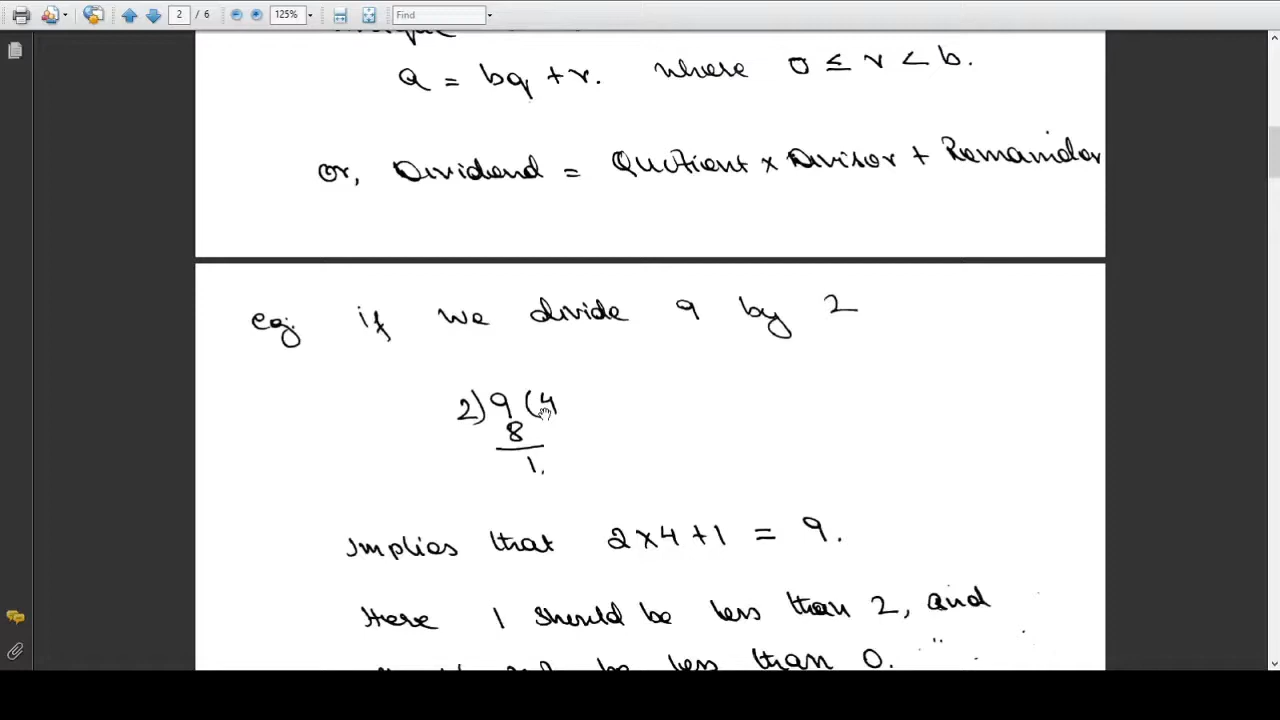 2 / 6
125%
Find
a = bq + r. where 0 ≤ r < b.
or, Dividend = Quotient × Divisor + Remainder
eg. if we divide 9 by 2
2) 9 (4
8
1.
Implies that 2×4+1 = 9.
Here 1 should be less than 2, and
be less than 0.